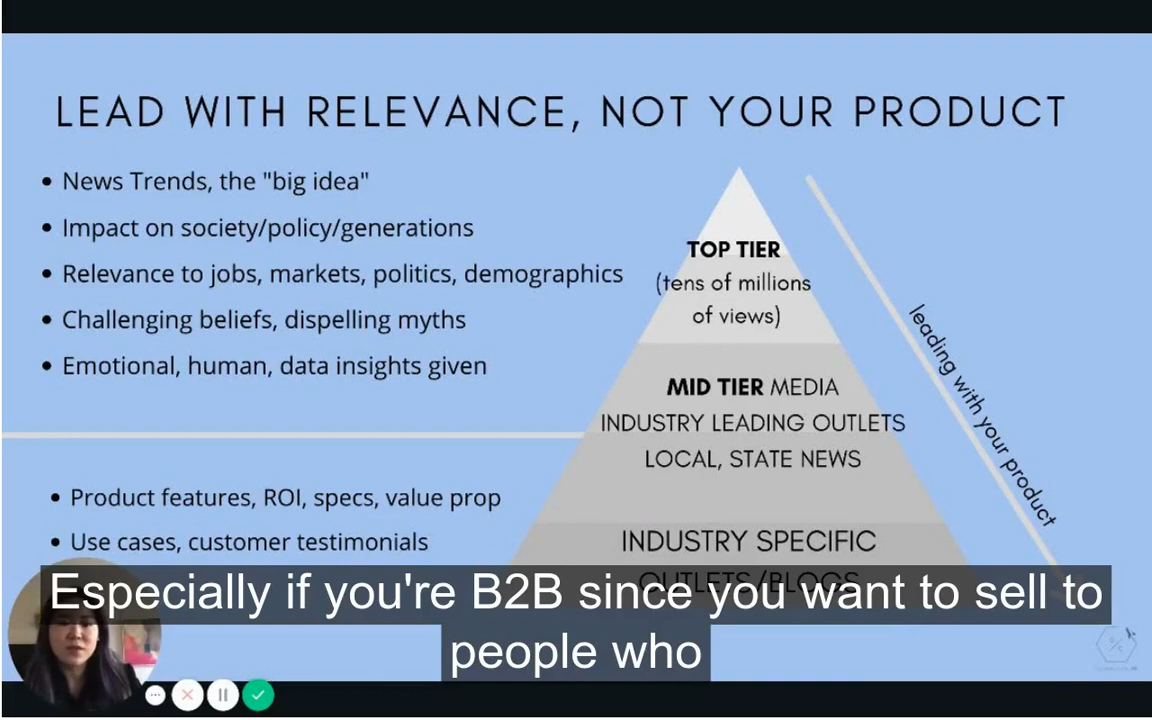 LEAD WITH RELEVANCE, NOT YOUR PRODUCT
• News Trends, the "big idea"
• Impact on society/policy/generations
• Relevance to jobs, markets, politics, demographics
• Challenging beliefs, dispelling myths
• Emotional, human, data insights given
• Product features, ROI, specs, value prop
• Use cases, customer testimonials
TOP TIER
(tens of millions
of views)
MID TIER MEDIA
INDUSTRY LEADING OUTLETS
LOCAL, STATE NEWS
INDUSTRY SPECIFIC
OUTLETS/BLOGS
leading with your product
Especially if you're B2B since you want to sell to
people who